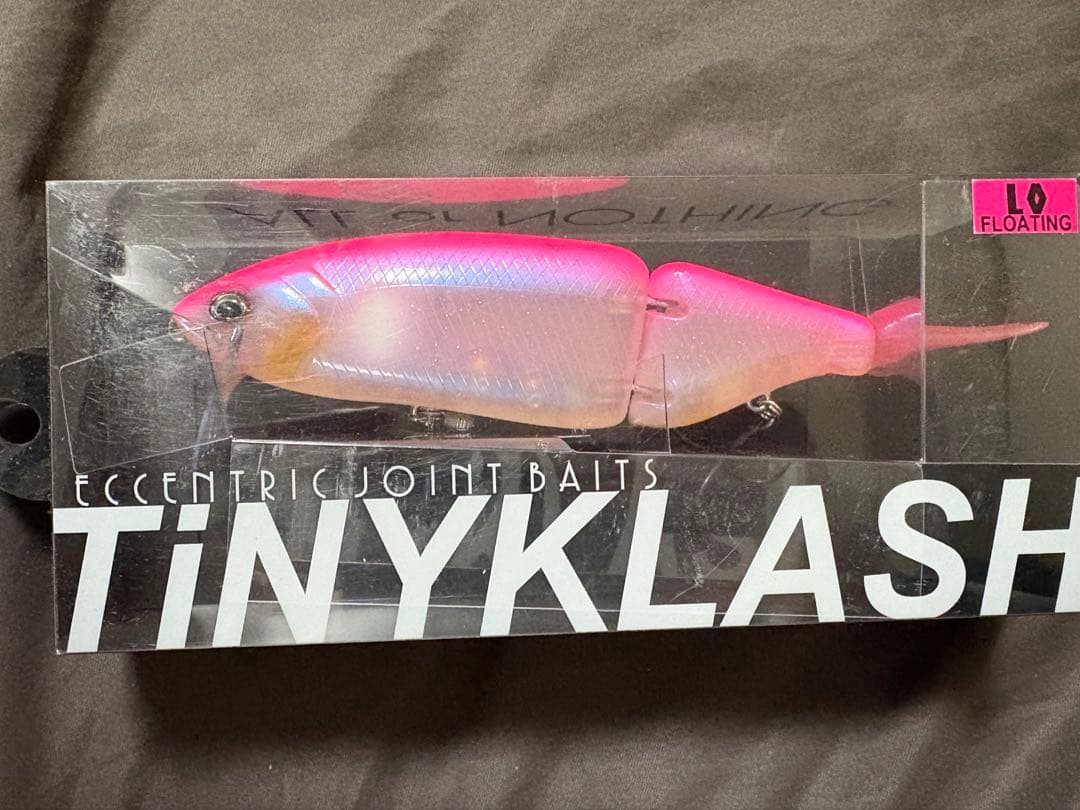 ALL or NOTHING
LO
FLOATING
ECCENTRIC JOINT BAITS
TiNYKLASH